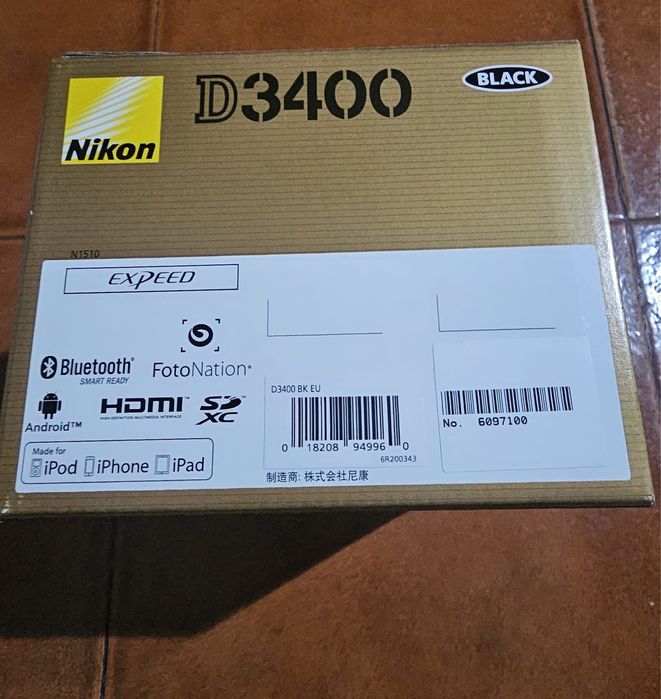 Nikon
D3400
BLACK
N1510
EXPEED
Bluetooth®
SMART READY
FotoNation®
Android™
HDMI™
HIGH-DEFINITION MULTIMEDIA INTERFACE
SD XC
Made for
iPod iPhone iPad
D3400 BK EU
0 18208 94996 0
6R200343
制造商: 株式会社尼康
No. 6097100